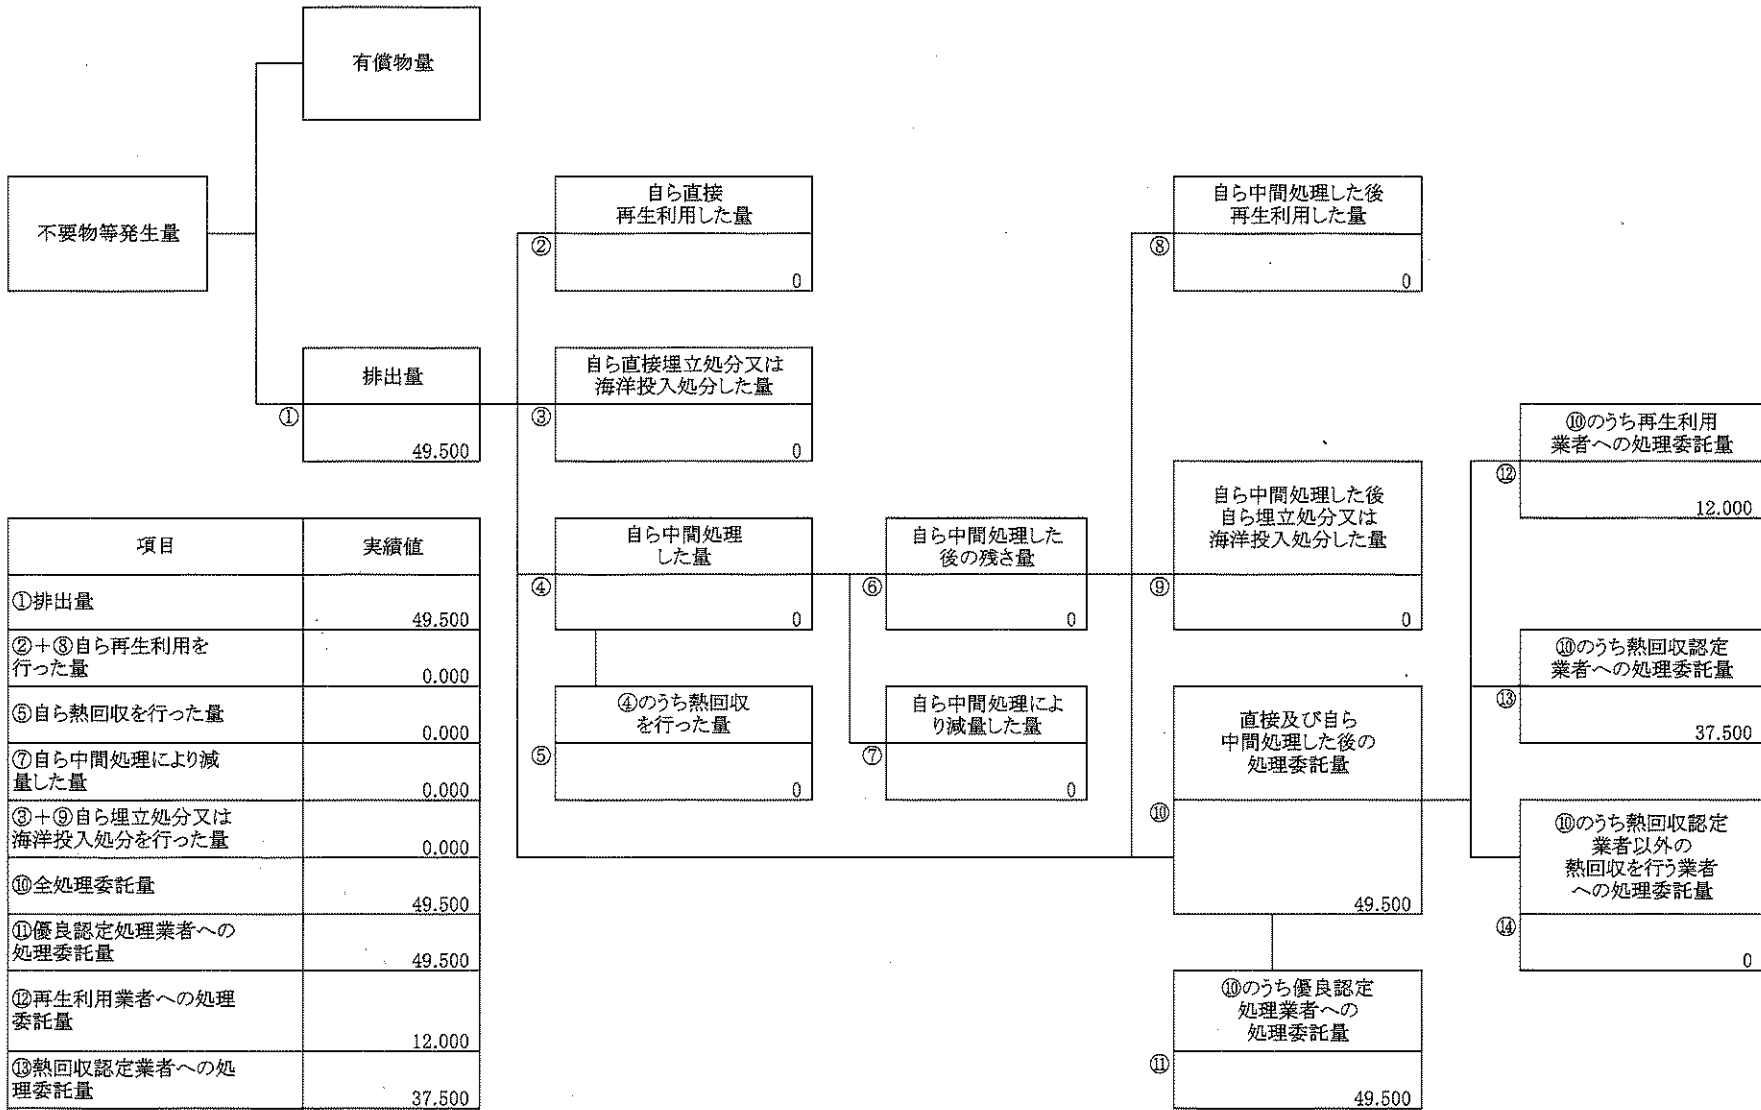 有償物量
不要物等発生量
自ら直接
再生利用した量
②
0
自ら中間処理した後
再生利用した量
⑧
0
排出量
①
49.500
自ら直接埋立処分又は
海洋投入処分した量
③
0
⑩のうち再生利用
業者への処理委託量
⑫
12.000
自ら中間処理した後
自ら埋立処分又は
海洋投入処分した量
⑨
0
自ら中間処理
した量
④
0
自ら中間処理した
後の残さ量
⑥
0
⑩のうち熱回収認定
業者への処理委託量
⑬
37.500
④のうち熱回収
を行った量
⑤
0
自ら中間処理によ
り減量した量
⑦
0
直接及び自ら
中間処理した後の
処理委託量
⑩
49.500
⑩のうち熱回収認定
業者以外の
熱回収を行う業者
への処理委託量
⑭
0
⑩のうち優良認定
処理業者への
処理委託量
⑪
49.500
項目 実績値
①排出量
49.500
②+⑧自ら再生利用を
行った量
0.000
⑤自ら熱回収を行った量
0.000
⑦自ら中間処理により減
量した量
0.000
③+⑨自ら埋立処分又は
海洋投入処分を行った量
0.000
⑩全処理委託量
49.500
⑪優良認定処理業者への
処理委託量
49.500
⑫再生利用業者への処理
委託量
12.000
⑬熱回収認定業者への処
理委託量
37.500